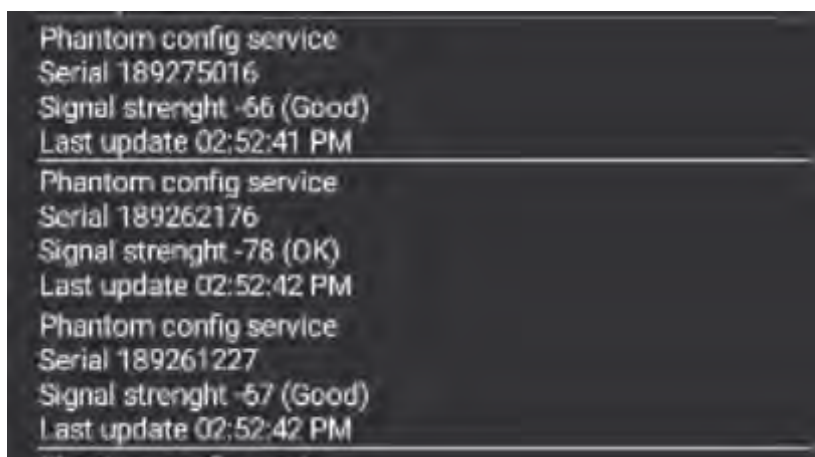 Phantom config service
Serial 189275016
Signal strenght -66 (Good)
Last update 02:52:41 PM
Phantom config service
Serial 189262176
Signal strenght -78 (OK)
Last update 02:52:42 PM
Phantom config service
Serial 189261227
Signal strenght -67 (Good)
Last update 02:52:42 PM